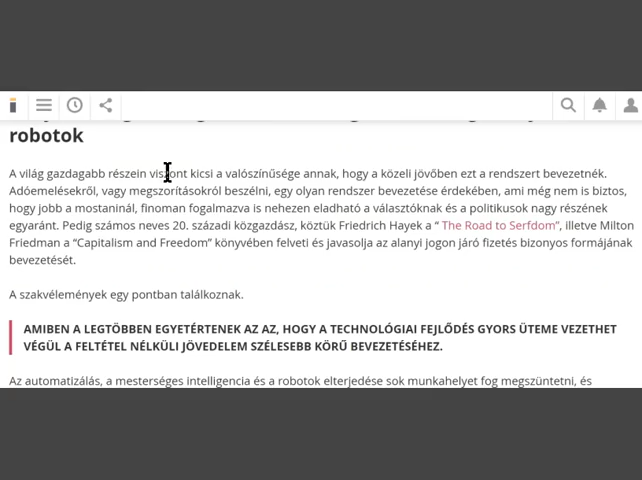 robotok
A világ gazdagabb részein viszont kicsi a valószínűsége annak, hogy a közeli jövőben ezt a rendszert bevezetnék.
Adóemelésekről, vagy megszorításokról beszélni, egy olyan rendszer bevezetése érdekében, ami még nem is biztos,
hogy jobb a mostaninál, finoman fogalmazva is nehezen eladható a választóknak és a politikusok nagy részének
egyaránt. Pedig számos neves 20. századi közgazdász, köztük Friedrich Hayek a “ The Road to Serfdom”, illetve Milton
Friedman a “Capitalism and Freedom” könyvében felveti és javasolja az alanyi jogon járó fizetés bizonyos formájának
bevezetését.
A szakvélemények egy pontban találkoznak.
AMIBEN A LEGTÖBBEN EGYETÉRTENEK AZ AZ, HOGY A TECHNOLÓGIAI FEJLŐDÉS GYORS ÜTEME VEZETHET
VÉGÜL A FELTÉTEL NÉLKÜLI JÖVEDELEM SZÉLESEBB KÖRŰ BEVEZETÉSÉHEZ.
Az automatizálás, a mesterséges intelligencia és a robotok elterjedése sok munkahelyet fog megszüntetni, és